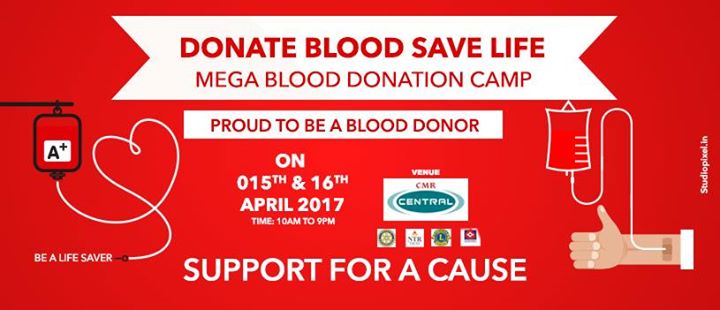 DONATE BLOOD SAVE LIFE
MEGA BLOOD DONATION CAMP
PROUD TO BE A BLOOD DONOR
A+
ON
015TH & 16TH
APRIL 2017
TIME: 10AM TO 9PM
VENUE
CMR
CENTRAL
NTR
BE A LIFE SAVER
SUPPORT FOR A CAUSE
Studiopixel.in